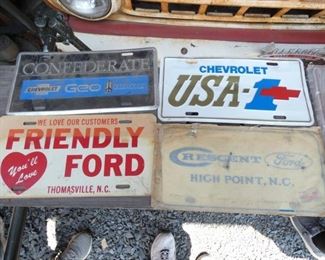 CONFEDERATE
CHEVROLET Geo
CHEVROLET
USA-1
WE LOVE OUR CUSTOMERS
FRIENDLY
FORD
You'll
Love
THOMASVILLE, N.C.
CRESCENT Ford
HIGH POINT, N.C.